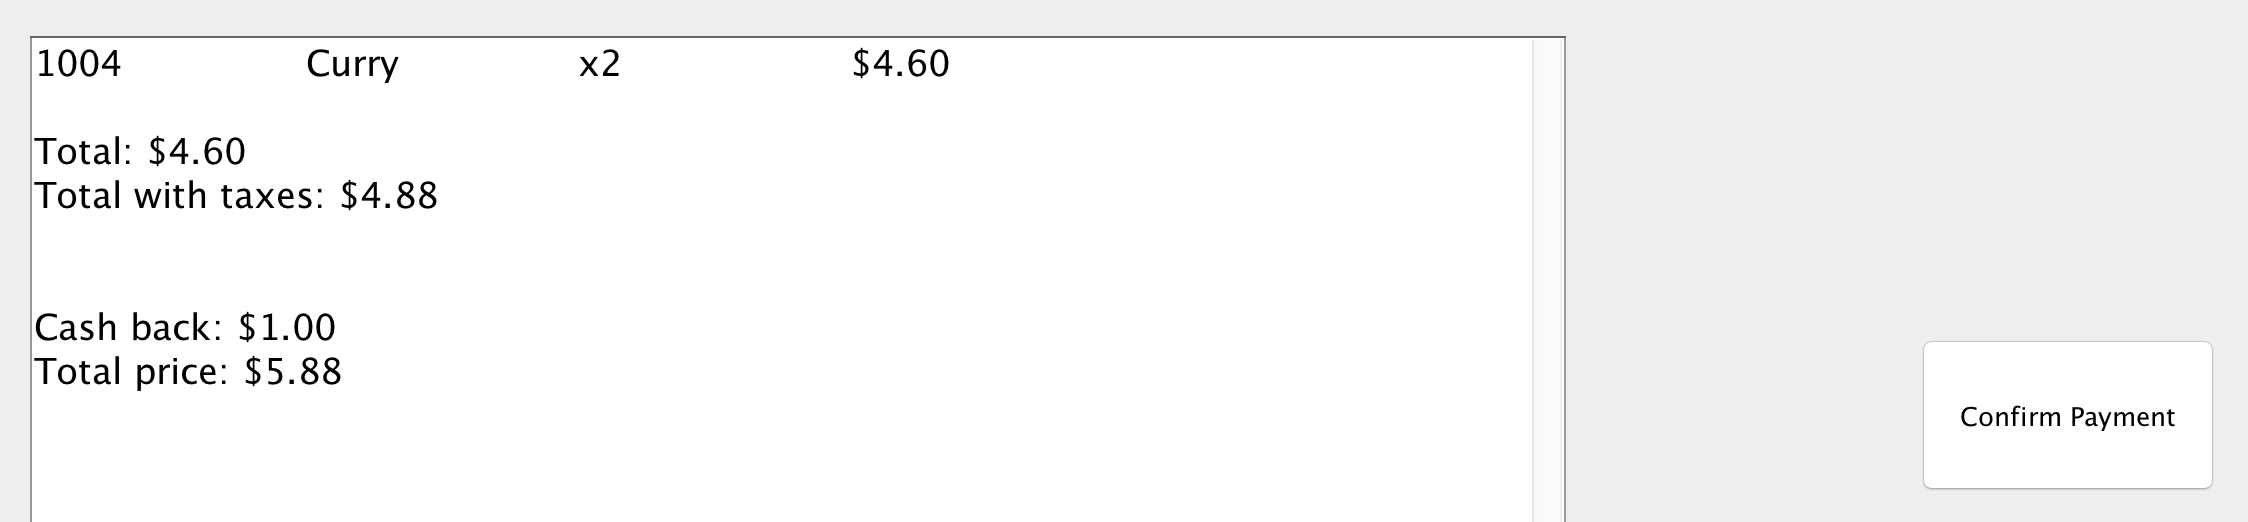 1004 Curry x2 $4.60
Total: $4.60
Total with taxes: $4.88
Cash back: $1.00
Total price: $5.88
Confirm Payment